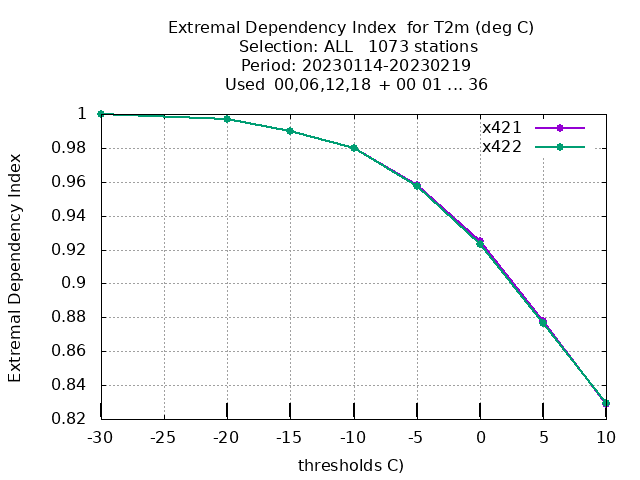 Extremal Dependency Index  for T2m (deg C)
Selection: ALL   1073 stations
Period: 20230114-20230219
Used  00,06,12,18  + 00 01 ... 36
x421
x422
Extremal Dependency Index
1
0.98
0.96
0.94
0.92
0.9
0.88
0.86
0.84
0.82
-30 -25 -20 -15 -10 -5 0 5 10
thresholds C)